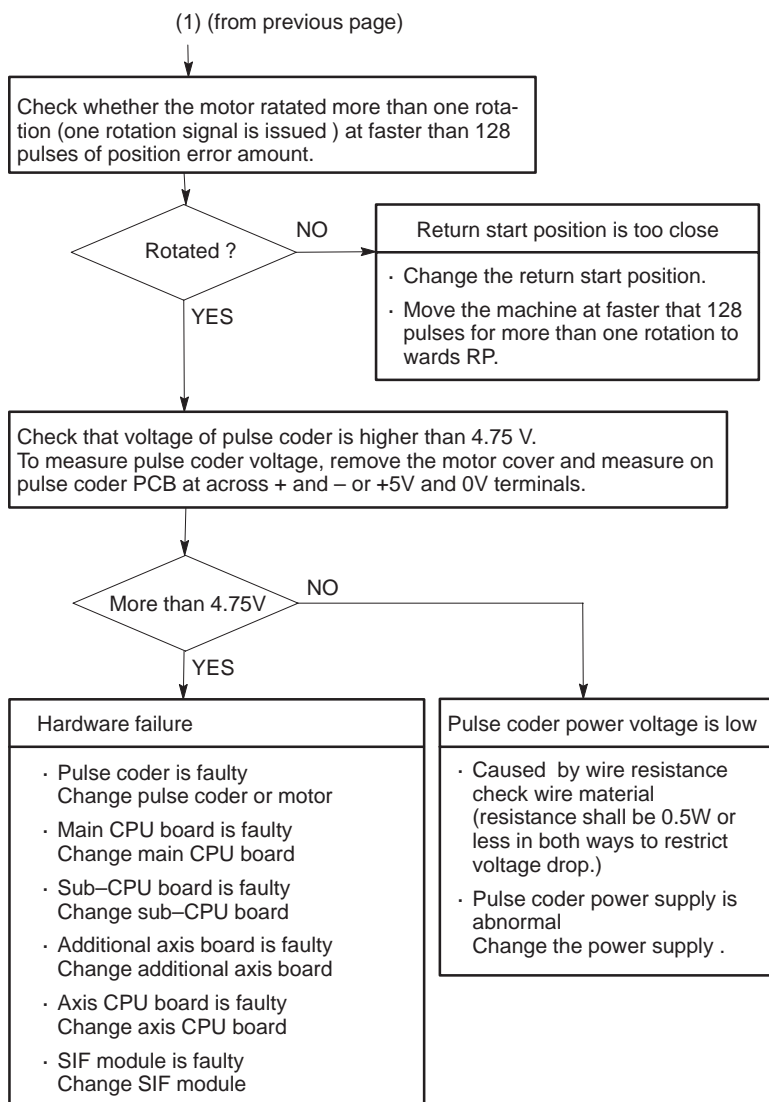 (1) (from previous page)
Check whether the motor ratated more than one rota-
tion (one rotation signal is issued ) at faster than 128
pulses of position error amount.
Rotated ?
NO
YES
Return start position is too close
· Change the return start position.
· Move the machine at faster that 128
pulses for more than one rotation to
wards RP.
Check that voltage of pulse coder is higher than 4.75 V.
To measure pulse coder voltage, remove the motor cover and measure on
pulse coder PCB at across + and – or +5V and 0V terminals.
More than 4.75V
NO
YES
Hardware failure
· Pulse coder is faulty
Change pulse coder or motor
· Main CPU board is faulty
Change main CPU board
· Sub–CPU board is faulty
Change sub–CPU board
· Additional axis board is faulty
Change additional axis board
· Axis CPU board is faulty
Change axis CPU board
· SIF module is faulty
Change SIF module
Pulse coder power voltage is low
· Caused by wire resistance
check wire material
(resistance shall be 0.5W or
less in both ways to restrict
voltage drop.)
· Pulse coder power supply is
abnormal
Change the power supply .